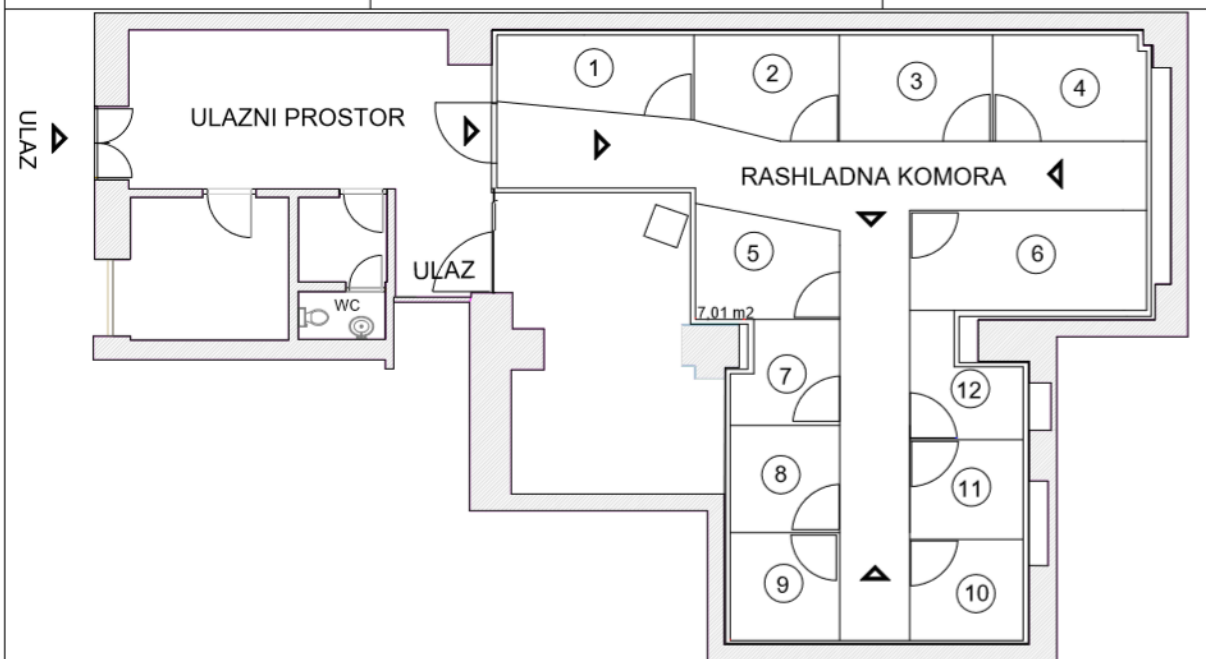 1
2
3
4
ULAZ
ULAZNI PROSTOR
RASHLADNA KOMORA
5
6
ULAZ
WC
7,01 m2
7
12
8
11
9
10